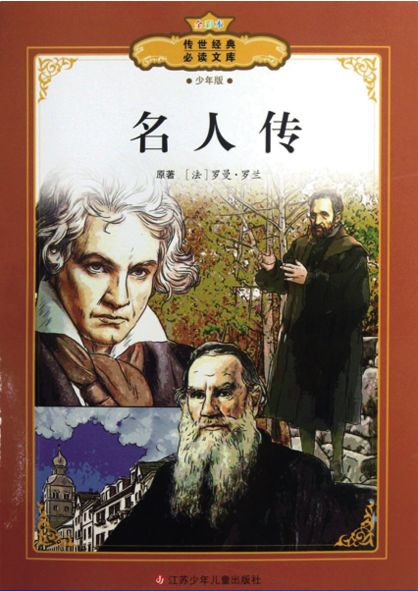 全彩本
传世经典
必读文库
少年版
名人传
原著 [法]罗曼·罗兰
江苏少年儿童出版社